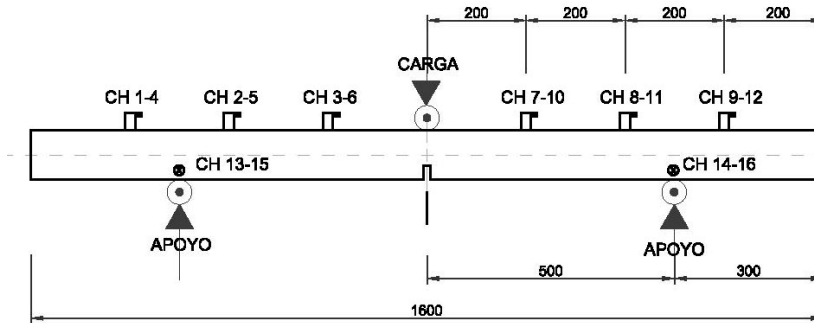 200 200 200
CARGA
CH 1-4 CH 2-5 CH 3-6 CH 7-10 CH 8-11 CH 9-12
CH 13-15 CH 14-16
APOYO APOYO
500 300
1600